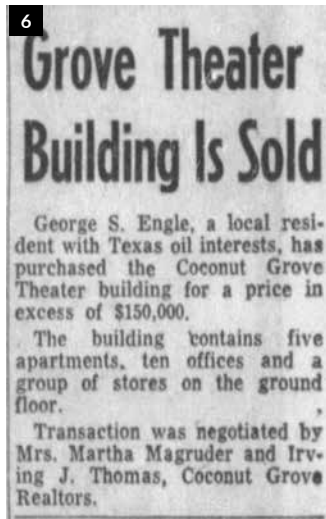 6
Grove Theater
Building Is Sold
George S. Engle, a local resi-
dent with Texas oil interests, has
purchased the Coconut Grove
Theater building for a price in
excess of $150,000.
The building contains five
apartments, ten offices and a
group of stores on the ground
floor.
Transaction was negotiated by
Mrs. Martha Magruder and Irv-
ing J. Thomas, Coconut Grove
Realtors.